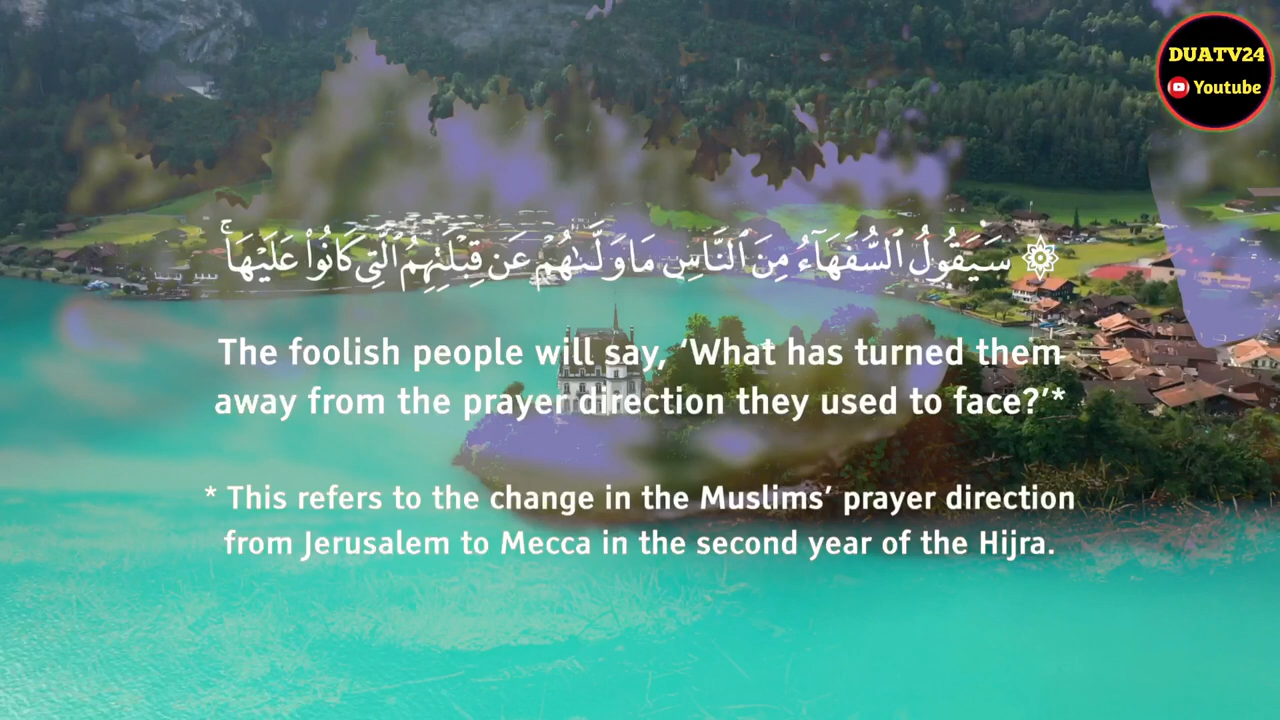 DUATV24
Youtube
۞ سَيَقُولُ ٱلسُّفَهَآءُ مِنَ ٱلنَّاسِ مَا وَلَّىٰهُمْ عَن قِبْلَتِهِمُ ٱلَّتِى كَانُوا۟ عَلَيْهَا ۚ
The foolish people will say, ‘What has turned them
away from the prayer direction they used to face?’*
* This refers to the change in the Muslims’ prayer direction
from Jerusalem to Mecca in the second year of the Hijra.